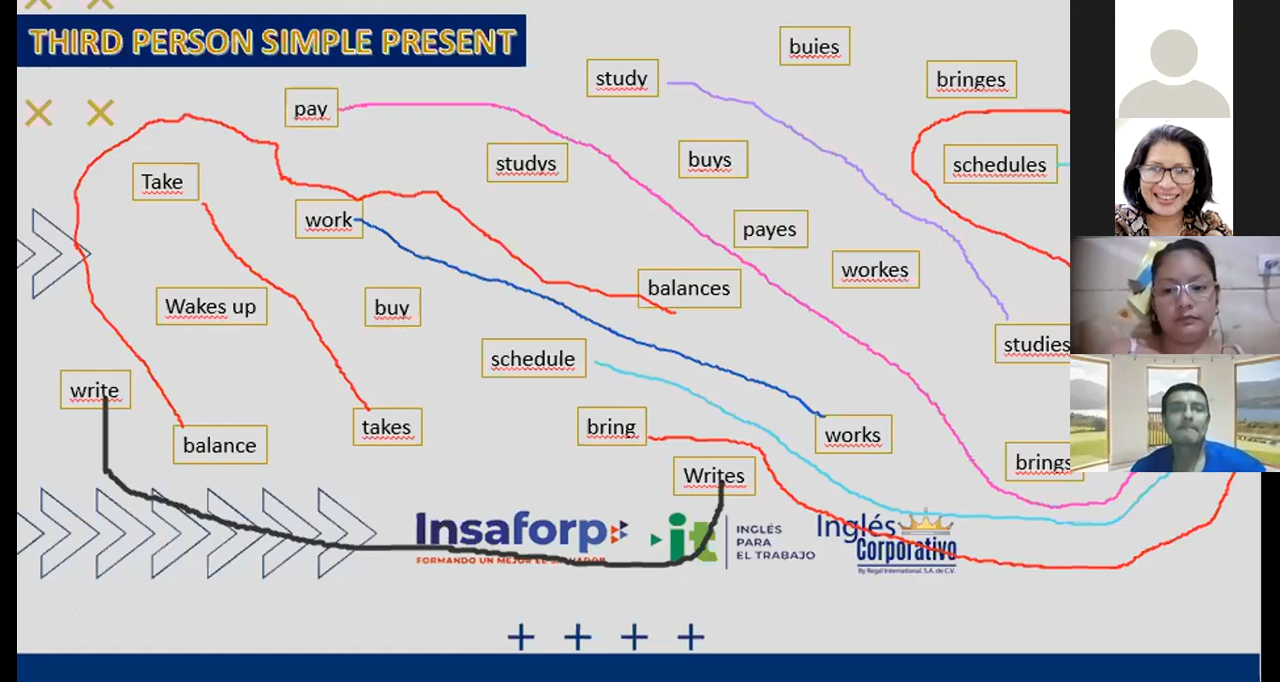 THIRD PERSON SIMPLE PRESENT
buies
study
bringes
pay
studys
buys
schedules
Take
work
payes
workes
balances
Wakes up
buy
studies
schedule
write
takes
bring
works
balance
brings
Writes
Insaforp
FORMANDO UN MEJOR EL SALVADOR
it
INGLÉS
PARA
EL TRABAJO
Inglés
Corporativo
By Regal International, S.A. de C.V.